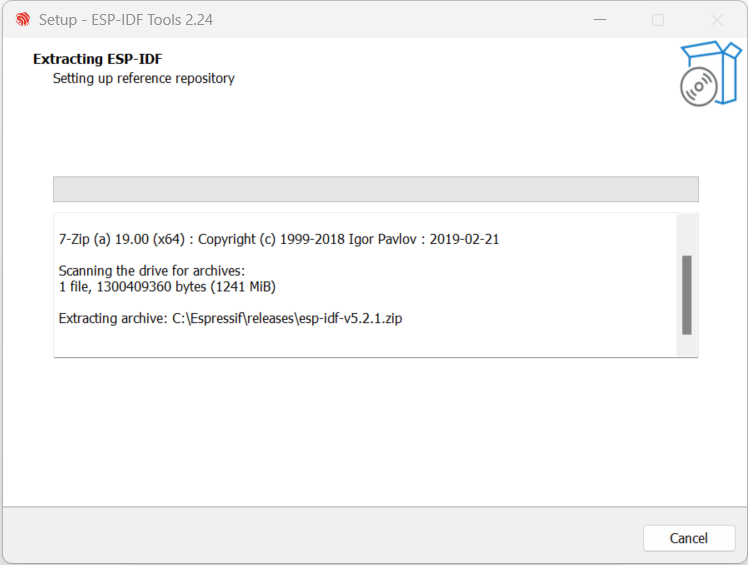 Setup - ESP-IDF Tools 2.24
Extracting ESP-IDF
Setting up reference repository
7-Zip (a) 19.00 (x64) : Copyright (c) 1999-2018 Igor Pavlov : 2019-02-21
Scanning the drive for archives:
1 file, 1300409360 bytes (1241 MiB)
Extracting archive: C:\Espressif\releases\esp-idf-v5.2.1.zip
Cancel